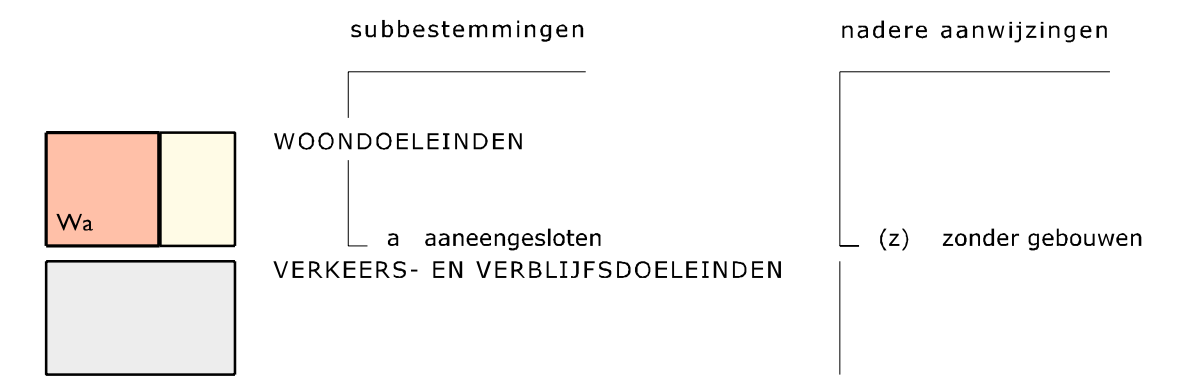 subbestemmingen
nadere aanwijzingen
WOONDOELEINDEN
Wa
a aaneengesloten
(z) zonder gebouwen
VERKEERS- EN VERBLIJFSDOELEINDEN